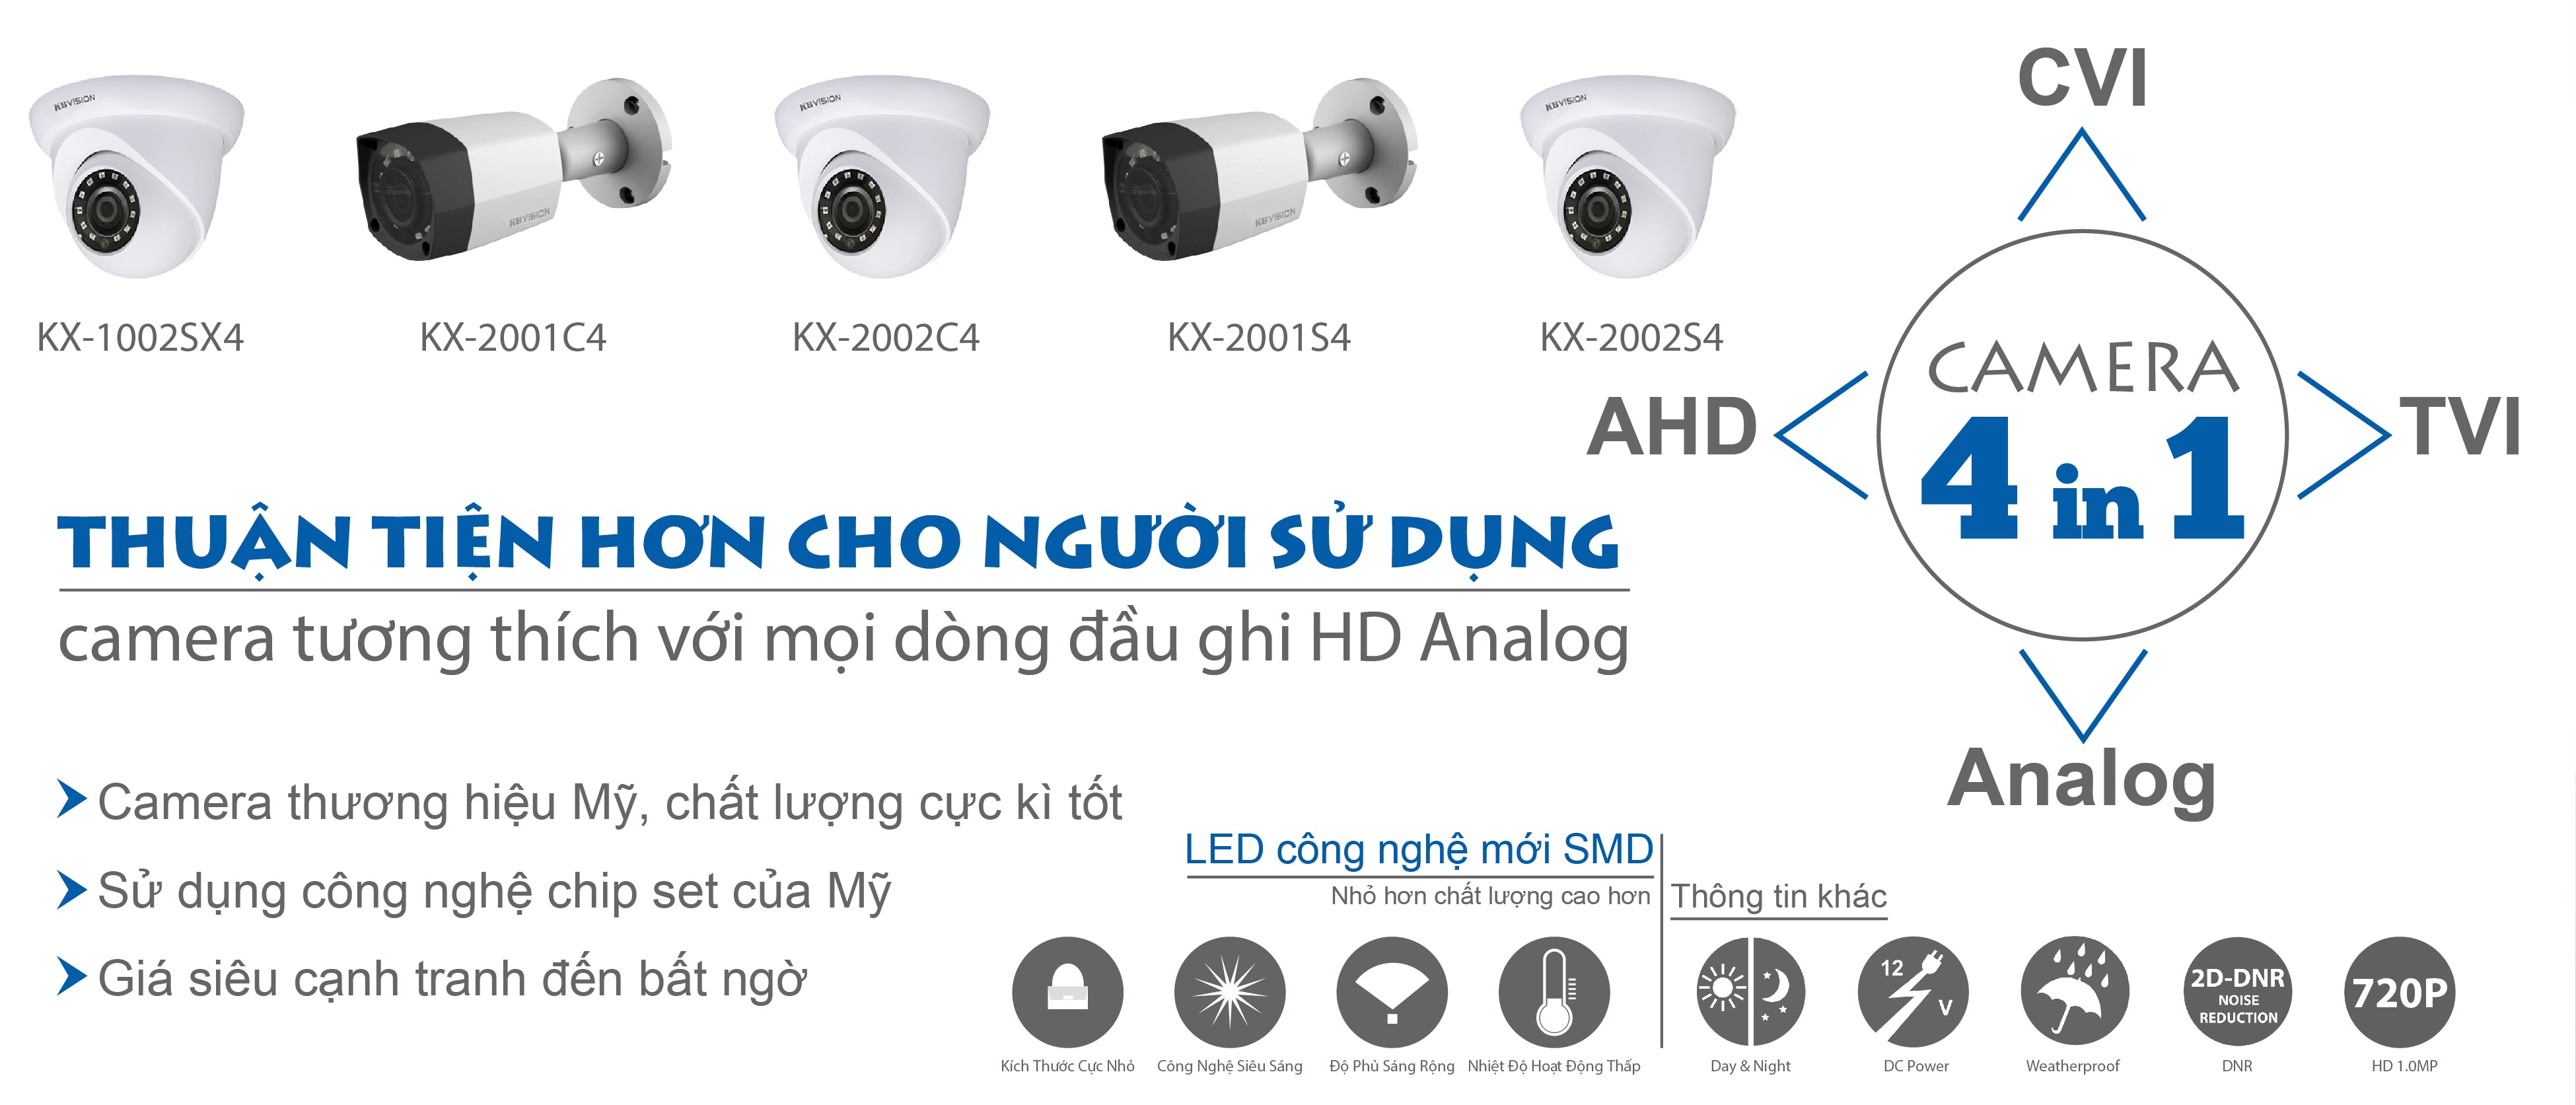 KBVISION
KBVISION
KBVISION
KBVISION
KBVISION
KX-1002SX4
KX-2001C4
KX-2002C4
KX-2001S4
KX-2002S4
CVI
AHD
CAMERA
4 in 1
TVI
Analog
THUẬN TIỆN HƠN CHO NGƯỜI SỬ DỤNG
camera tương thích với mọi dòng đầu ghi HD Analog
Camera thương hiệu Mỹ, chất lượng cực kì tốt
Sử dụng công nghệ chip set của Mỹ
Giá siêu cạnh tranh đến bất ngờ
LED công nghệ mới SMD
Nhỏ hơn chất lượng cao hơn
Kích Thước Cực Nhỏ
Công Nghệ Siêu Sáng
Độ Phủ Sáng Rộng
Nhiệt Độ Hoạt Động Thấp
Thông tin khác
12
V
2D-DNR
NOISE
REDUCTION
720P
Day & Night
DC Power
Weatherproof
DNR
HD 1.0MP